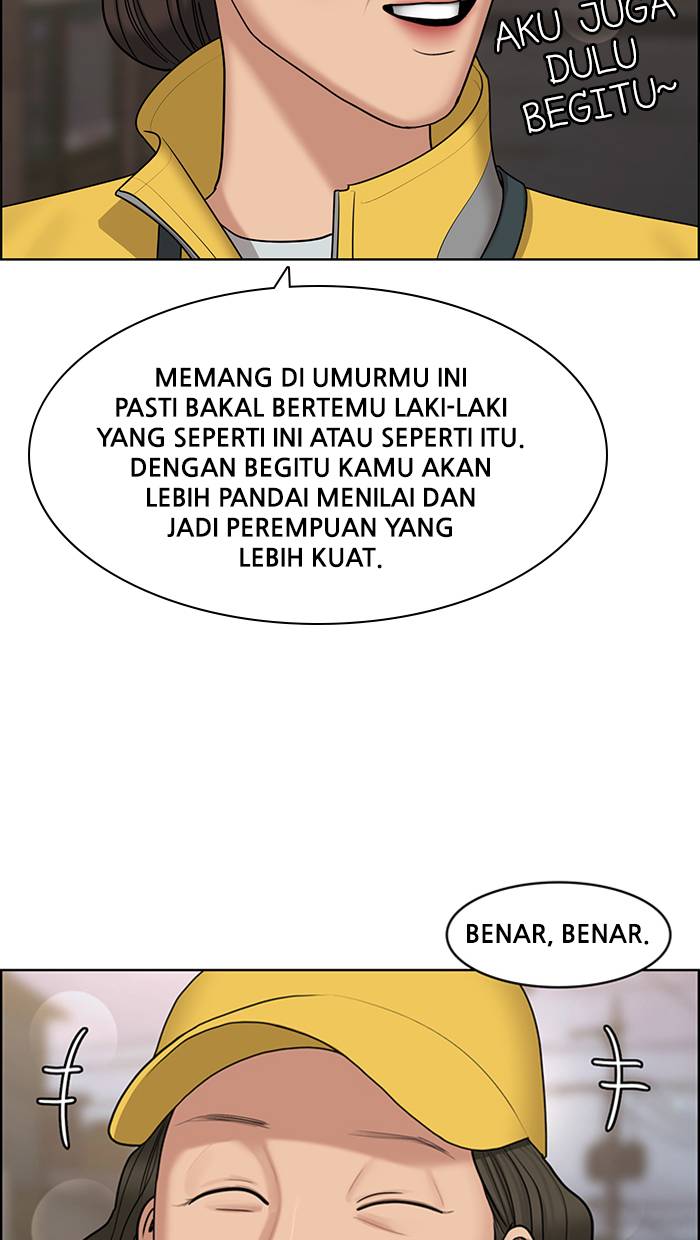 AKU JUGA
DULU
BEGITU~
MEMANG DI UMURMU INI
PASTI BAKAL BERTEMU LAKI-LAKI
YANG SEPERTI INI ATAU SEPERTI ITU.
DENGAN BEGITU KAMU AKAN
LEBIH PANDAI MENILAI DAN
JADI PEREMPUAN YANG
LEBIH KUAT.
BENAR, BENAR.